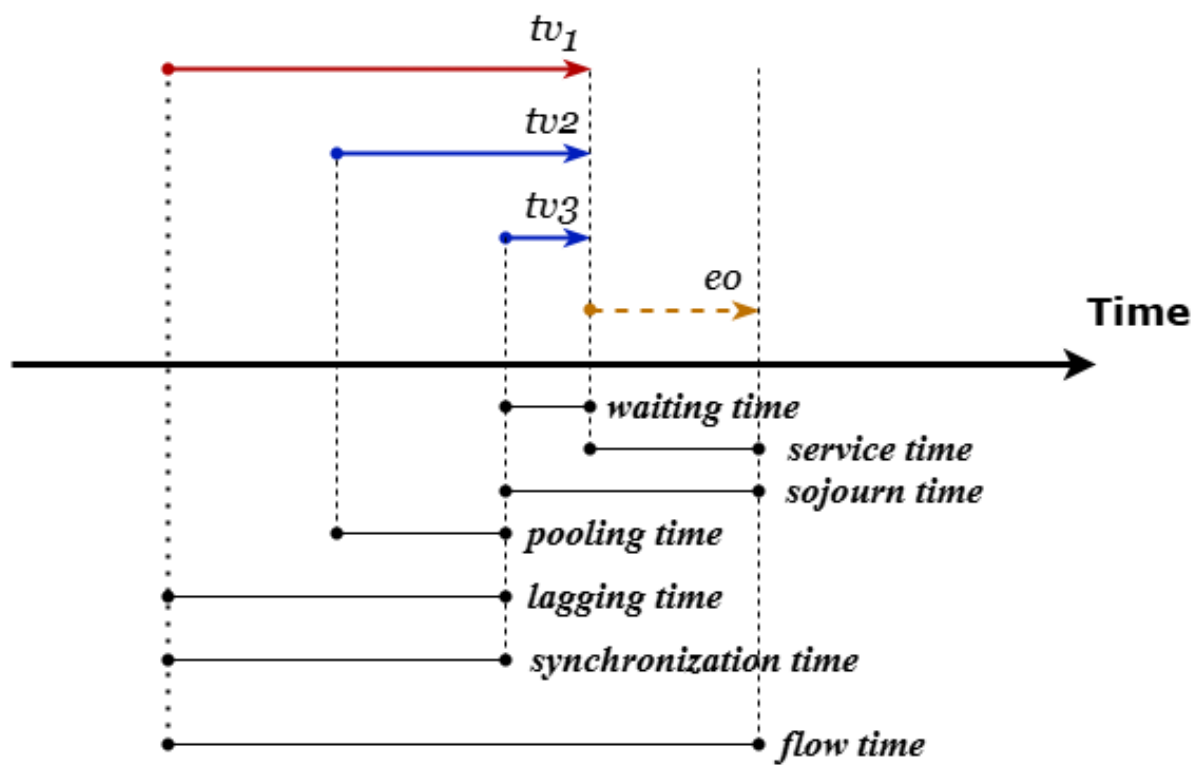 tv1
tv2
tv3
eo
Time
waiting time
service time
sojourn time
pooling time
lagging time
synchronization time
flow time